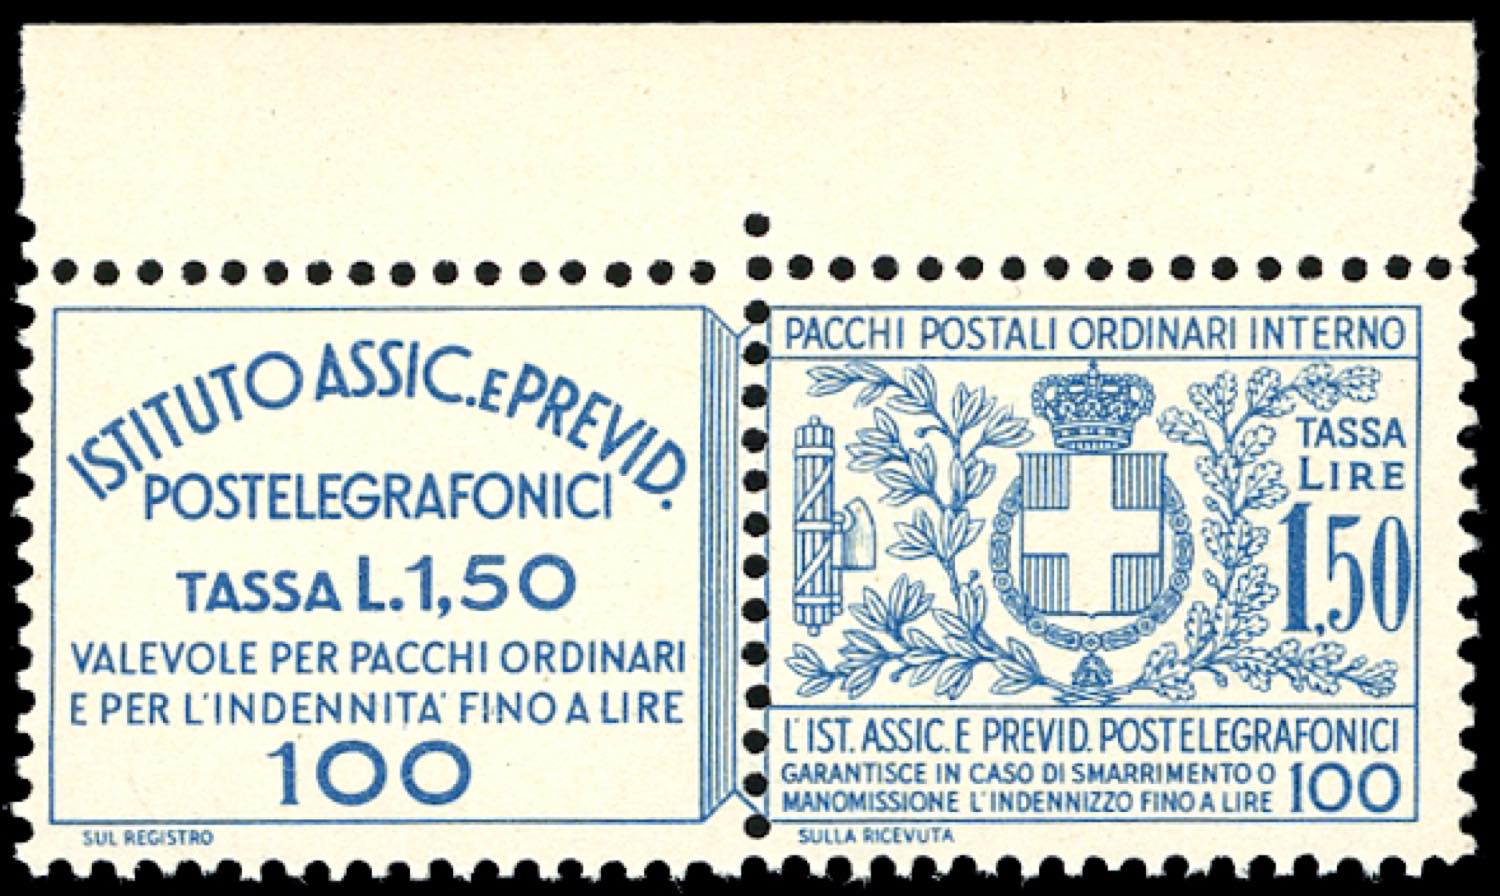 ISTITUTO ASSIC. E PREVID.
POSTELEGRAFONICI
TASSA L.1,50
VALEVOLE PER PACCHI ORDINARI
E PER L'INDENNITA' FINO A LIRE
100
SUL REGISTRO
PACCHI POSTALI ORDINARI INTERNO
TASSA
LIRE
1,50
L'IST. ASSIC. E PREVID. POSTELEGRAFONICI
GARANTISCE IN CASO DI SMARRIMENTO O
MANOMISSIONE L'INDENNIZZO FINO A LIRE 100
SULLA RICEVUTA